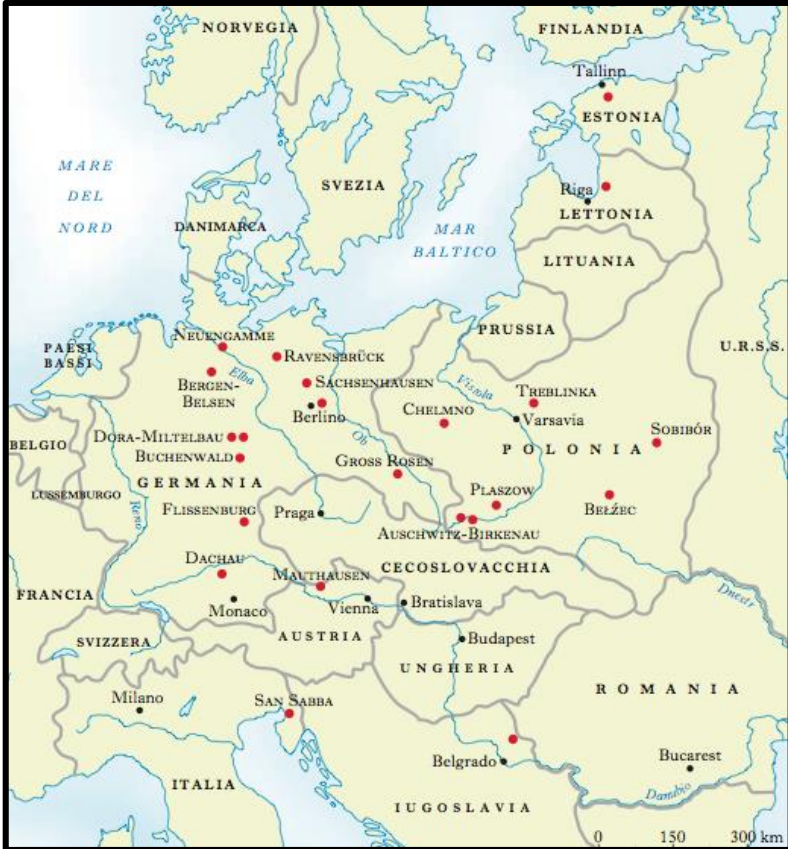 NORVEGIA
FINLANDIA
Tallinn
ESTONIA
MARE
DEL
NORD
SVEZIA
Riga
LETTONIA
DANIMARCA
MAR
BALTICO
LITUANIA
PRUSSIA
U.R.S.S.
NEUENGAMME
PAESI
BASSI
RAVENSBRÜCK
Elba
BERGEN-
BELSEN
SACHSENHAUSEN
Vistola
TREBLINKA
Berlino
CHELMNO
Varsavia
SOBIBÓR
DORA-MILTELBAU
Ob
BELGIO
POLONIA
BUCHENWALD
GROSS ROSEN
GERMANIA
LUSSEMBURGO
PLASZOW
BEŁŹEC
Reno
FLISSENBURG
Praga
AUSCHWITZ-BIRKENAU
DACHAU
CECOSLOVACCHIA
MAUTHAUSEN
FRANCIA
Dnestr
Monaco
Vienna
Bratislava
SVIZZERA
AUSTRIA
Budapest
UNGHERIA
ROMANIA
Milano
SAN SABBA
Belgrado
Bucarest
ITALIA
Danubio
IUGOSLAVIA
0 150 300 km